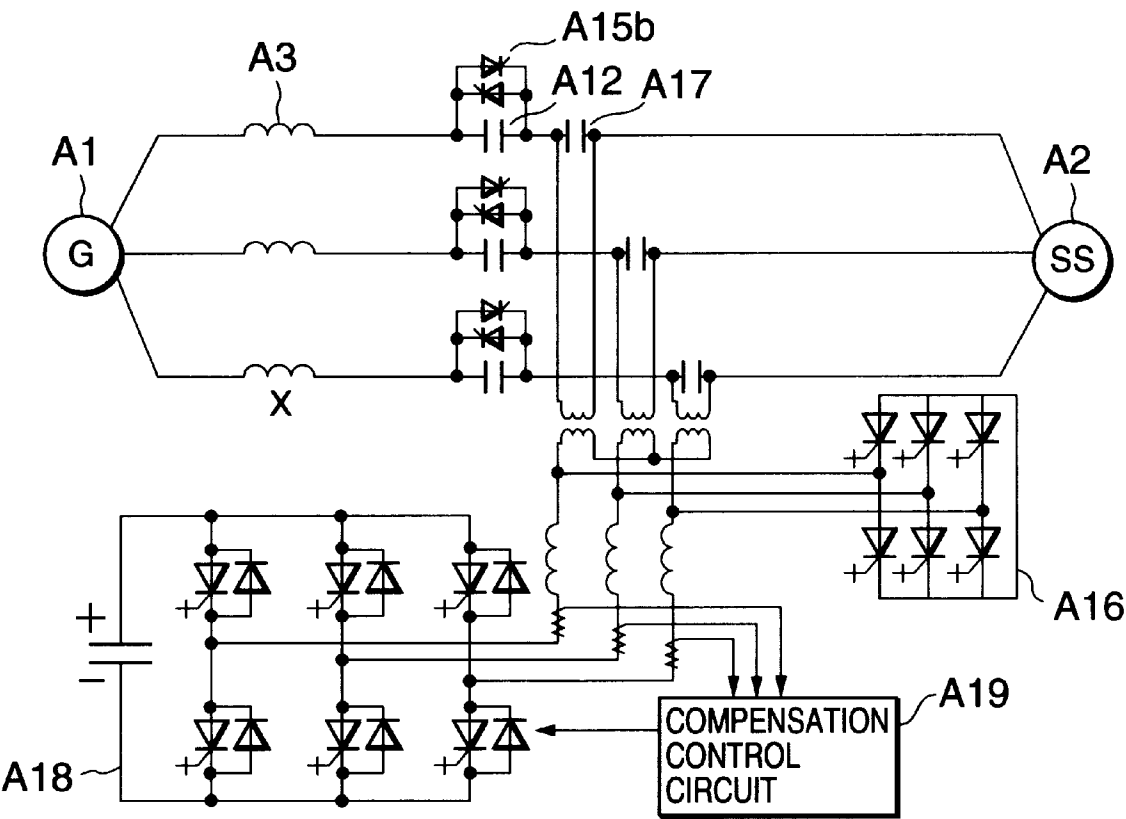 A15b
A3
A12
A17
A1
A2
G
SS
X
A16
+
−
A19
COMPENSATION
CONTROL
CIRCUIT
A18